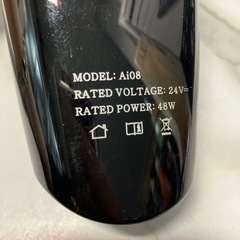 MODEL: Ai08
RATED VOLTAGE: 24V⎓
RATED POWER: 48W